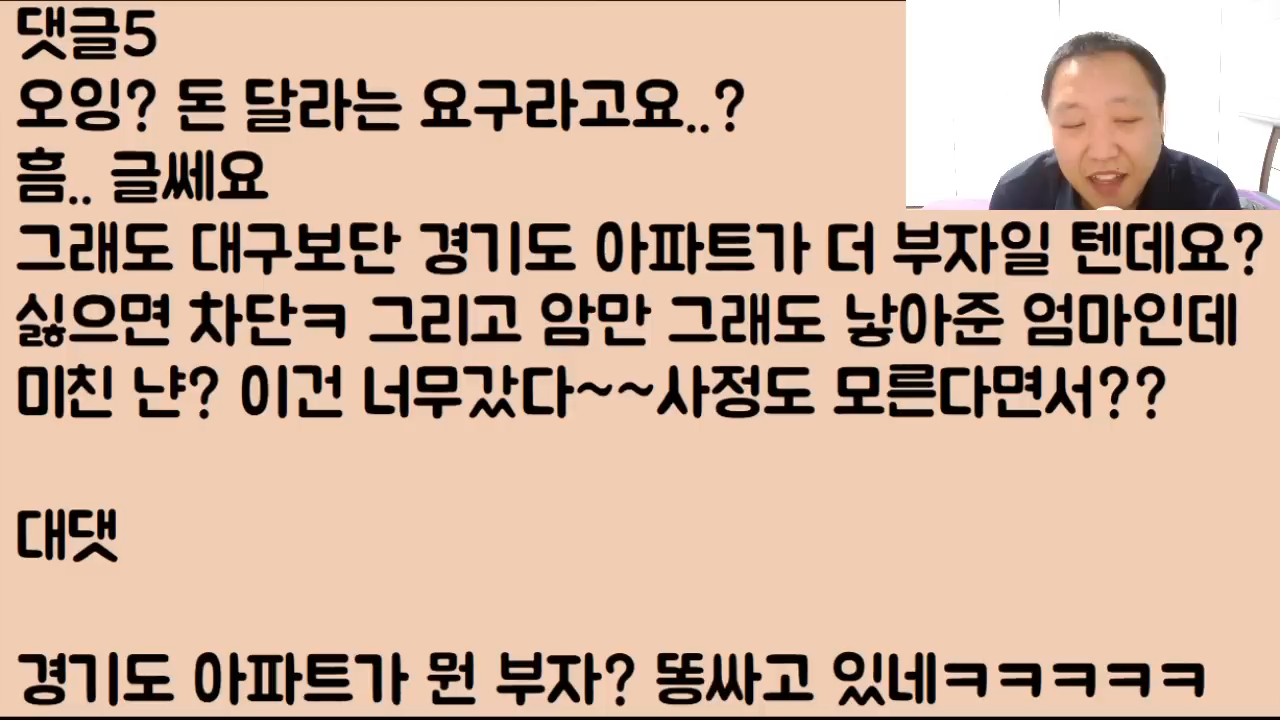 댓글5
오잉? 돈 달라는 요구라고요..?
흠.. 글쎄요
그래도 대구보단 경기도 아파트가 더 부자일 텐데요?
싫으면 차단ㅋ 그리고 암만 그래도 낳아준 엄마인데
미친 냔? 이건 너무갔다~~사정도 모른다면서??
대댓
경기도 아파트가 뭔 부자? 똥싸고 있네ㅋㅋㅋㅋㅋ